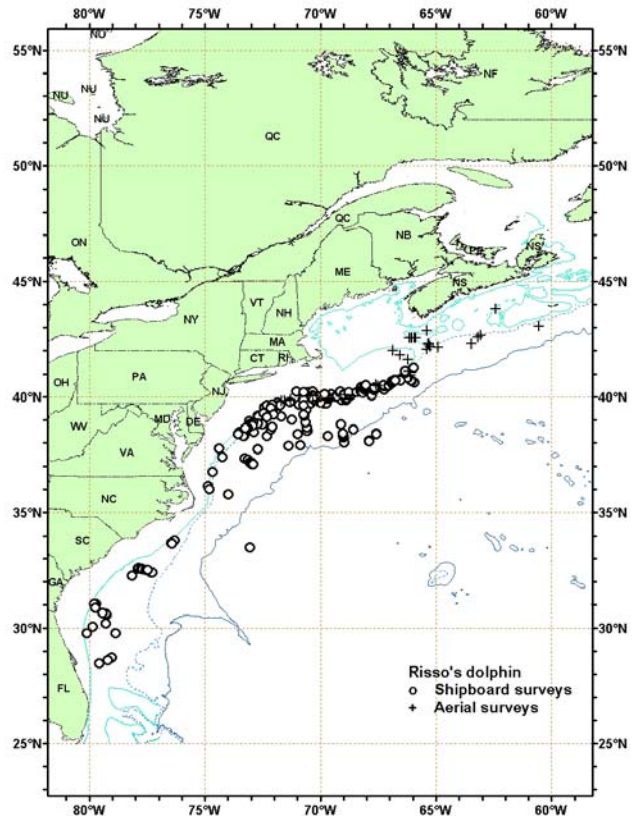 80°W 75°W 70°W 65°W 60°W
55°N 55°N
NU
NF
NU NU
NU
QC
50°N 50°N
QC
ON NB PE NS
ME
45°N NS 45°N
VT
NH
NY
MA
CT RI
PA
OH NJ
40°N 40°N
MD DE
WV
VA
35°N NC 35°N
SC
GA
30°N 30°N
Risso's dolphin
FL Shipboard surveys
Aerial surveys
25°N 25°N
80°W 75°W 70°W 65°W 60°W